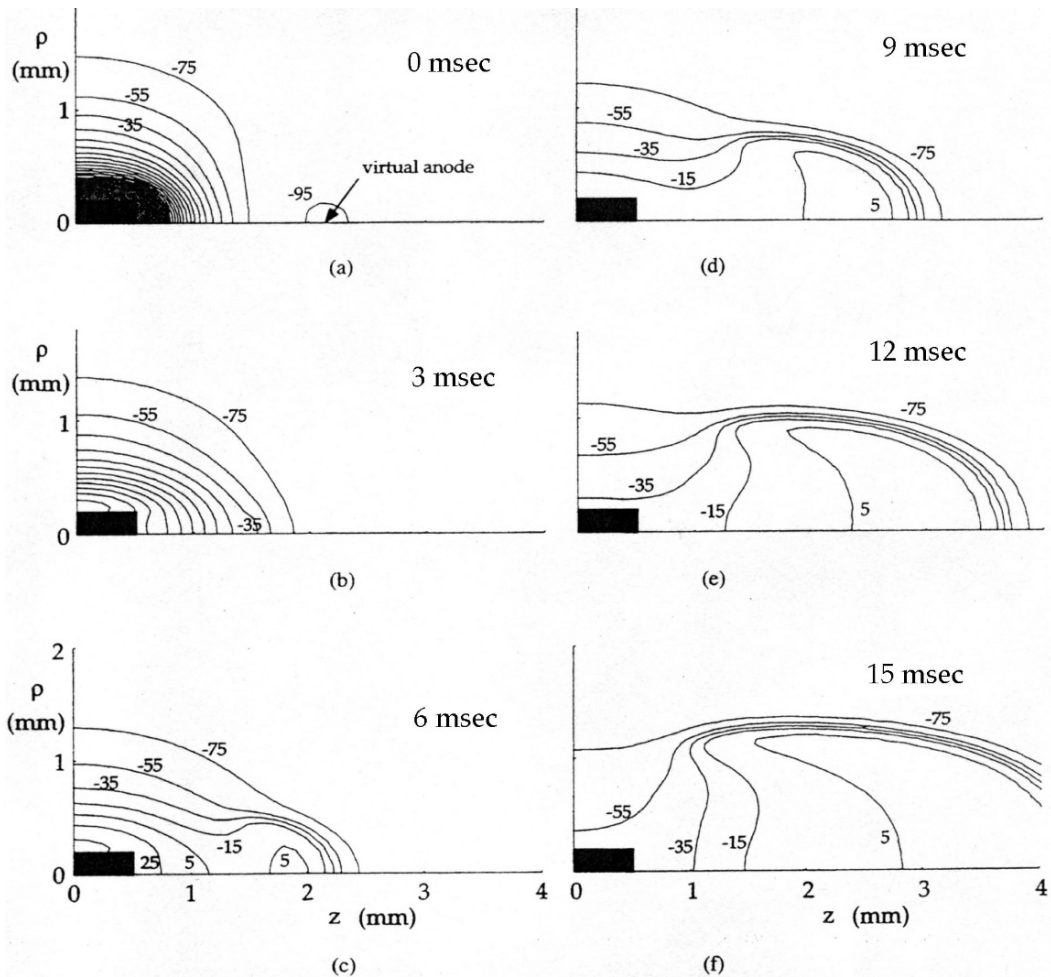 ρ
(mm)
1
0
0 msec
-75
-55
-35
-95
virtual anode
(a)
ρ
(mm)
1
0
3 msec
-75
-55
-35
(b)
2
ρ
(mm)
1
0
6 msec
-75
-55
-35
-15
25
5
5
0
1
2
3
4
z (mm)
(c)
9 msec
-55
-35
-15
-75
5
(d)
12 msec
-75
-55
-35
-15
5
(e)
15 msec
-75
-55
-35
-15
5
0
1
2
3
4
z (mm)
(f)